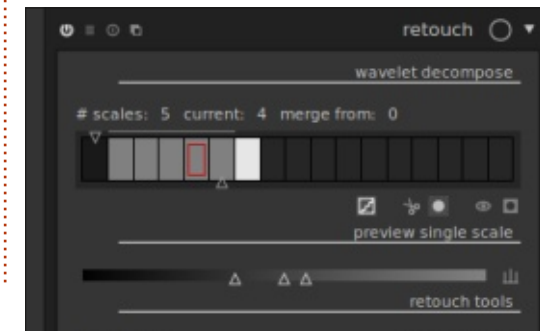 retouch
wavelet decompose
# scales: 5 current: 4 merge from: 0
preview single scale
retouch tools